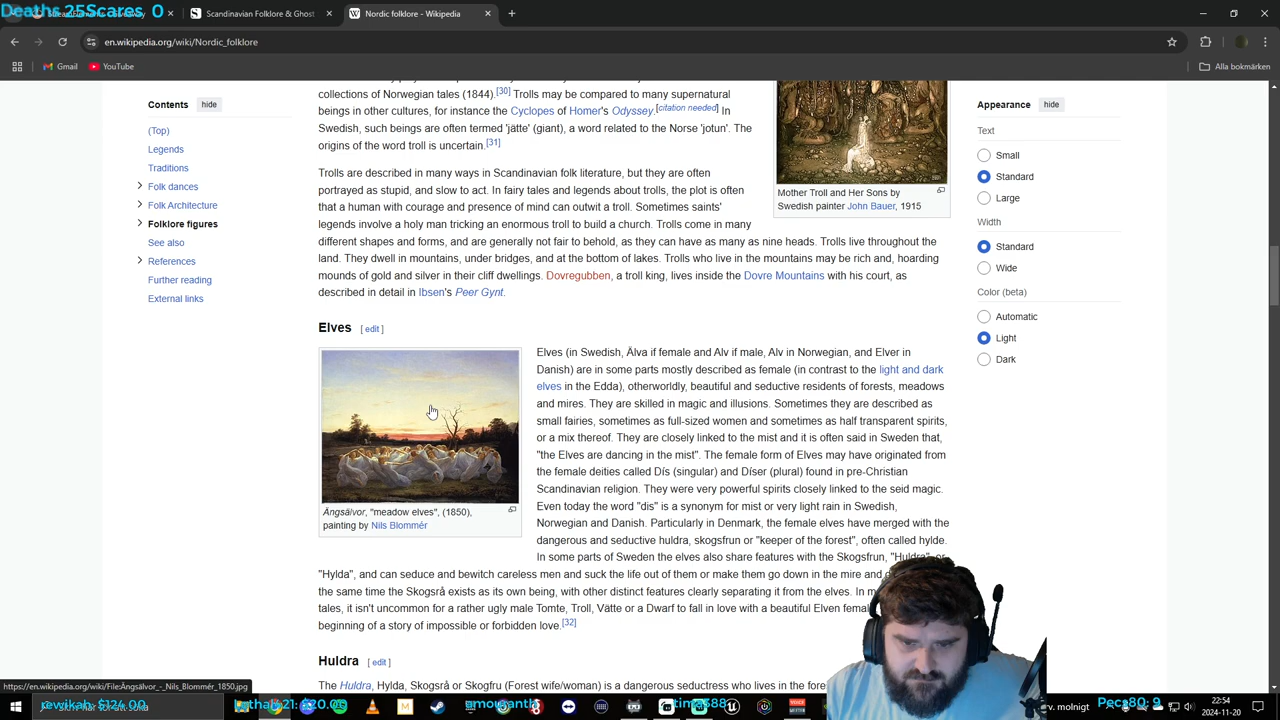 Deaths 25Scares 0
Scandinavian Folklore & Ghost
Nordic folklore - Wikipedia
en.wikipedia.org/wiki/Nordic_folklore
Gmail
YouTube
Alla bokmärken
Contents hide
(Top)
Legends
Traditions
Folk dances
Folk Architecture
Folklore figures
See also
References
Further reading
External links
collections of Norwegian tales (1844).[30] Trolls may be compared to many supernatural
beings in other cultures, for instance the Cyclopes of Homer's Odyssey.[citation needed] In
Swedish, such beings are often termed 'jätte' (giant), a word related to the Norse 'jotun'. The
origins of the word troll is uncertain.[31]
Mother Troll and Her Sons by
Swedish painter John Bauer, 1915
Trolls are described in many ways in Scandinavian folk literature, but they are often
portrayed as stupid, and slow to act. In fairy tales and legends about trolls, the plot is often
that a human with courage and presence of mind can outwit a troll. Sometimes saints'
legends involve a holy man tricking an enormous troll to build a church. Trolls come in many
different shapes and forms, and are generally not fair to behold, as they can have as many as nine heads. Trolls live throughout the
land. They dwell in mountains, under bridges, and at the bottom of lakes. Trolls who live in the mountains may be rich and, hoarding
mounds of gold and silver in their cliff dwellings. Dovregubben, a troll king, lives inside the Dovre Mountains with his court, as
described in detail in Ibsen's Peer Gynt.
Elves [ edit ]
Ängsälvor, "meadow elves", (1850),
painting by Nils Blommér
Elves (in Swedish, Älva if female and Alv if male, Alv in Norwegian, and Elver in
Danish) are in some parts mostly described as female (in contrast to the light and dark
elves in the Edda), otherworldly, beautiful and seductive residents of forests, meadows
and mires. They are skilled in magic and illusions. Sometimes they are described as
small fairies, sometimes as full-sized women and sometimes as half transparent spirits,
or a mix thereof. They are closely linked to the mist and it is often said in Sweden that,
"the Elves are dancing in the mist". The female form of Elves may have originated from
the female deities called Dís (singular) and Díser (plural) found in pre-Christian
Scandinavian religion. They were very powerful spirits closely linked to the seid magic.
Even today the word "dis" is a synonym for mist or very light rain in Swedish,
Norwegian and Danish. Particularly in Denmark, the female elves have merged with the
dangerous and seductive huldra, skogsfrun or "keeper of the forest", often called hylde.
In some parts of Sweden the elves also share features with the Skogsfrun, "Huldra", or
"Hylda", and can seduce and bewitch careless men and suck the life out of them or make them go down in the mire and
the same time the Skogsrå exists as its own being, with other distinct features clearly separating it from the elves. In
tales, it isn't uncommon for a rather ugly male Tomte, Troll, Vätte or a Dwarf to fall in love with a beautiful Elven
beginning of a story of impossible or forbidden love.[32]
Huldra [ edit ]
The Huldra, Hylda, Skogsrå or Skogfru (Forest wife/woman) is a dangerous seductress who lives in the
Appearance hide
Text
Small
Standard
Large
Width
Standard
Wide
Color (beta)
Automatic
Light
Dark
https://en.wikipedia.org/wiki/File:Ängsälvor_-_Nils_Blommér_1850.jpg
Peca80: 9
v. molnigt
22:54
2024-11-20